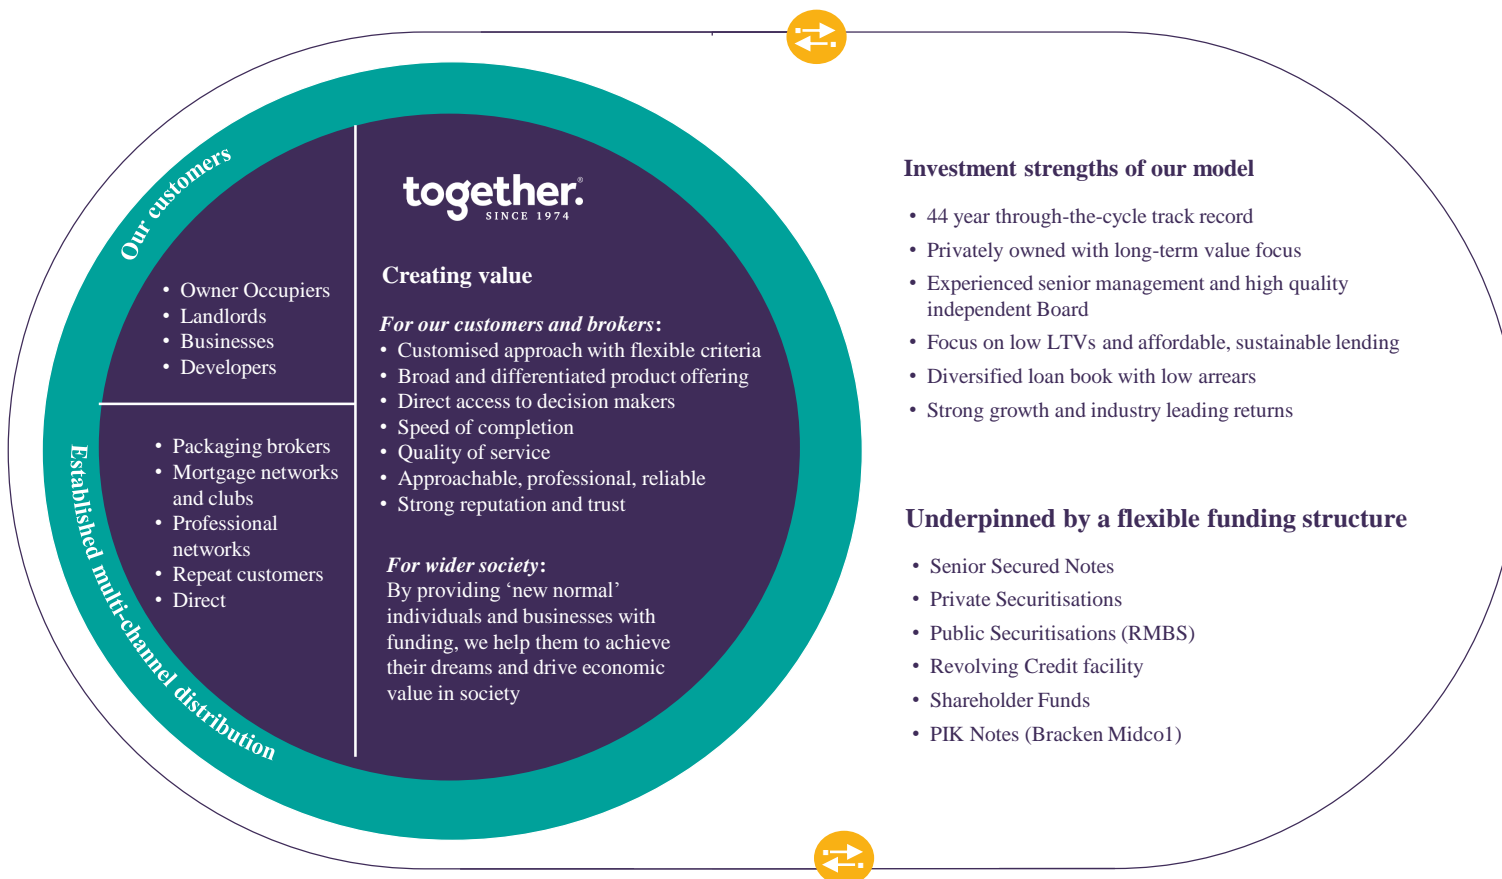 Our customers
• Owner Occupiers
• Landlords
• Businesses
• Developers
Established multi-channel distribution
• Packaging brokers
• Mortgage networks
and clubs
• Professional
networks
• Repeat customers
• Direct
together.®
SINCE 1974
Creating value
For our customers and brokers:
• Customised approach with flexible criteria
• Broad and differentiated product offering
• Direct access to decision makers
• Speed of completion
• Quality of service
• Approachable, professional, reliable
• Strong reputation and trust
For wider society:
By providing ‘new normal’
individuals and businesses with
funding, we help them to achieve
their dreams and drive economic
value in society
Investment strengths of our model
• 44 year through-the-cycle track record
• Privately owned with long-term value focus
• Experienced senior management and high quality
independent Board
• Focus on low LTVs and affordable, sustainable lending
• Diversified loan book with low arrears
• Strong growth and industry leading returns
Underpinned by a flexible funding structure
• Senior Secured Notes
• Private Securitisations
• Public Securitisations (RMBS)
• Revolving Credit facility
• Shareholder Funds
• PIK Notes (Bracken Midco1)